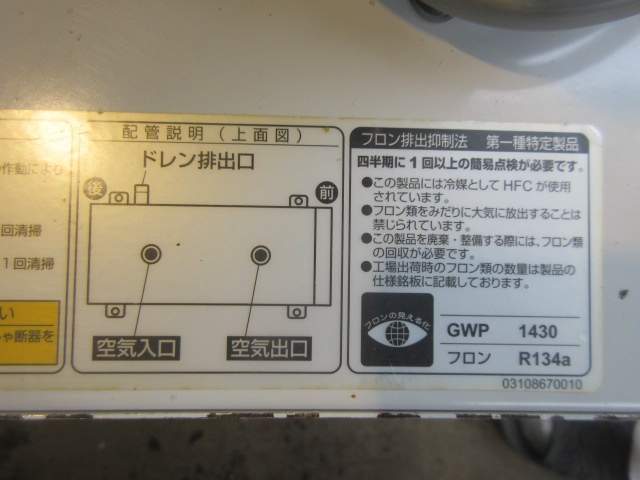 の作動により
回清掃
1回清掃
い
や断器を
配管説明(上面図)
ドレン排出口
後
前
空気入口
空気出口
フロン排出抑制法 第一種特定製品
四半期に1回以上の簡易点検が必要です。
●この製品には冷媒として HFC が使用
されています。
●フロン類をみだりに大気に放出することは
禁じられています。
●この製品を廃棄・整備する際には、フロン類
の回収が必要です。
●工場出荷時のフロン類の数量は製品の
仕様銘板に記載しております。
フロンの見える化
GWP 1430
フロン R134a
03108670010